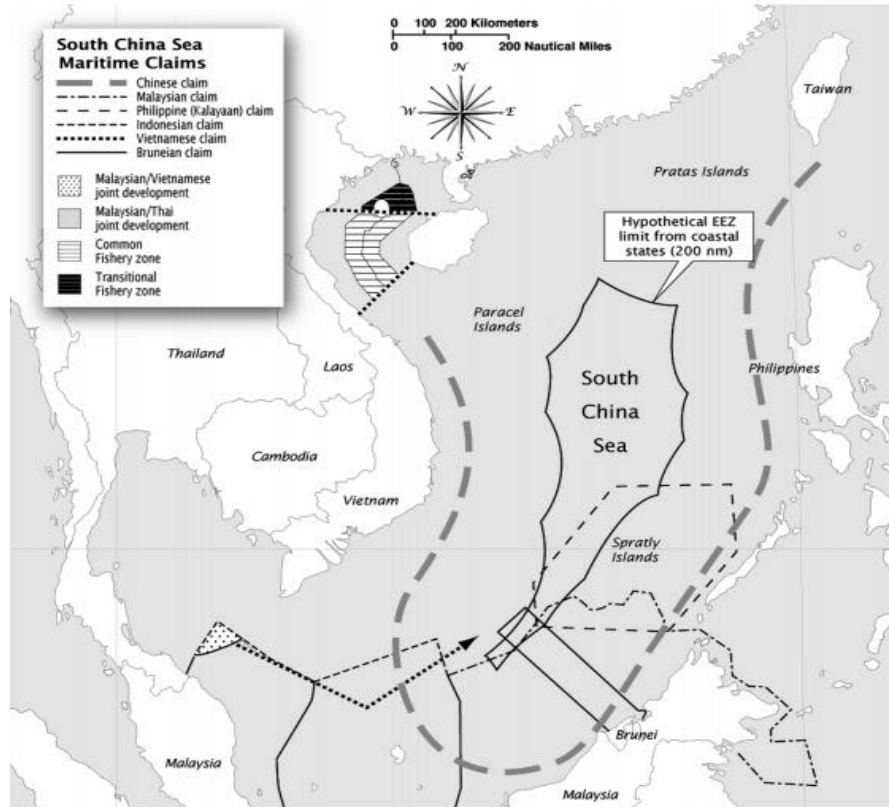 South China Sea
Maritime Claims
Chinese claim
Malaysian claim
Philippine (Kalayaan) claim
Indonesian claim
Vietnamese claim
Bruneian claim
Malaysian/Vietnamese
joint development
Malaysian/Thai
joint development
Common
Fishery zone
Transitional
Fishery zone
0 100 200 Kilometers
0 100 200 Nautical Miles
N
W
E
S
Taiwan
Pratas Islands
Hypothetical EEZ
limit from coastal
states (200 nm)
Paracel
Islands
Thailand
Laos
Philippines
South
China
Sea
Cambodia
Vietnam
Spratly
Islands
Brunei
Malaysia
Malaysia